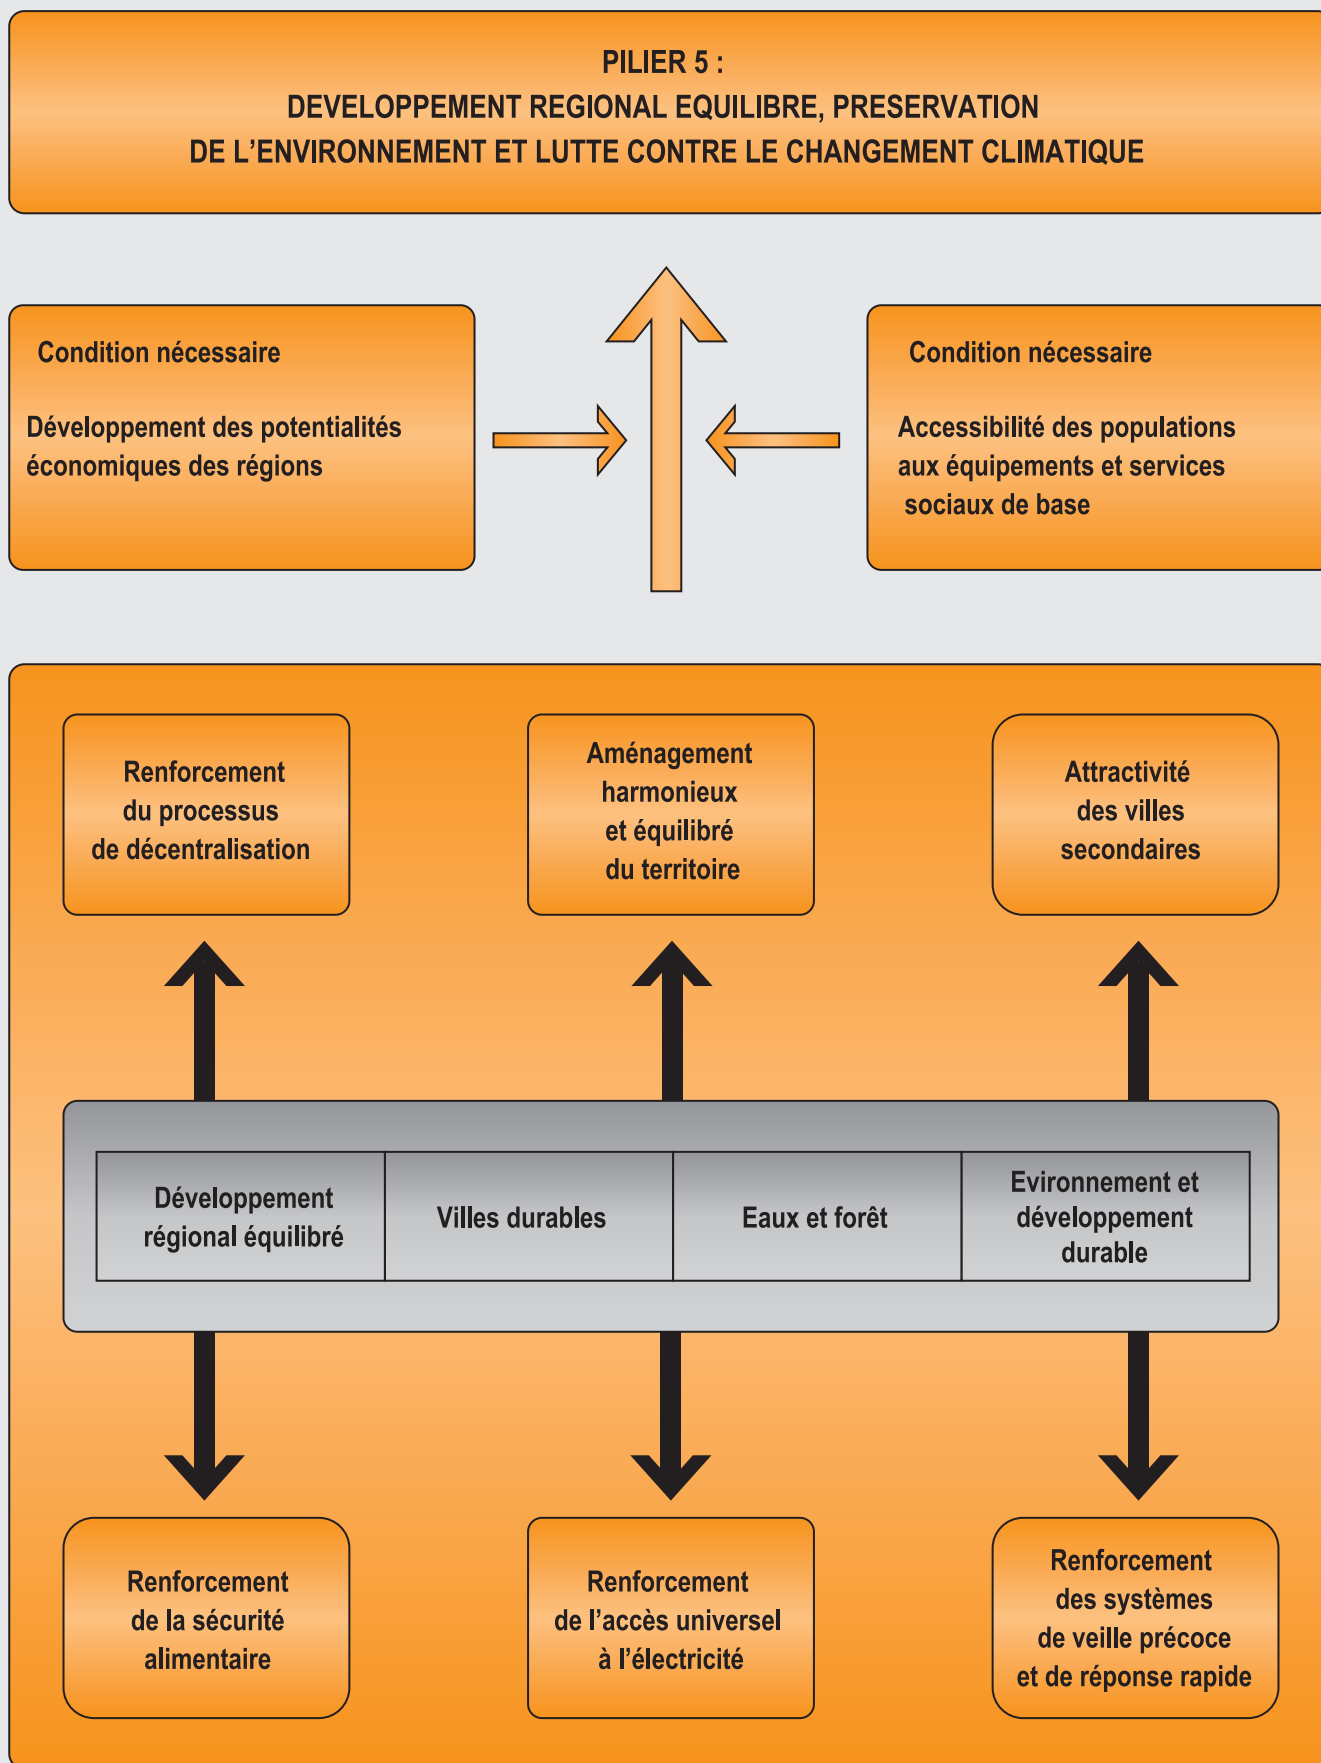 PILIER 5 :
DEVELOPPEMENT REGIONAL EQUILIBRE, PRESERVATION
DE L’ENVIRONNEMENT ET LUTTE CONTRE LE CHANGEMENT CLIMATIQUE
Condition nécessaire
Développement des potentialités
économiques des régions
Condition nécessaire
Accessibilité des populations
aux équipements et services
sociaux de base
Renforcement
du processus
de décentralisation
Aménagement
harmonieux
et équilibré
du territoire
Attractivité
des villes
secondaires
Développement
régional équilibré
Villes durables
Eaux et forêt
Evironnement et
développement
durable
Renforcement
de la sécurité
alimentaire
Renforcement
de l’accès universel
à l’électricité
Renforcement
des systèmes
de veille précoce
et de réponse rapide